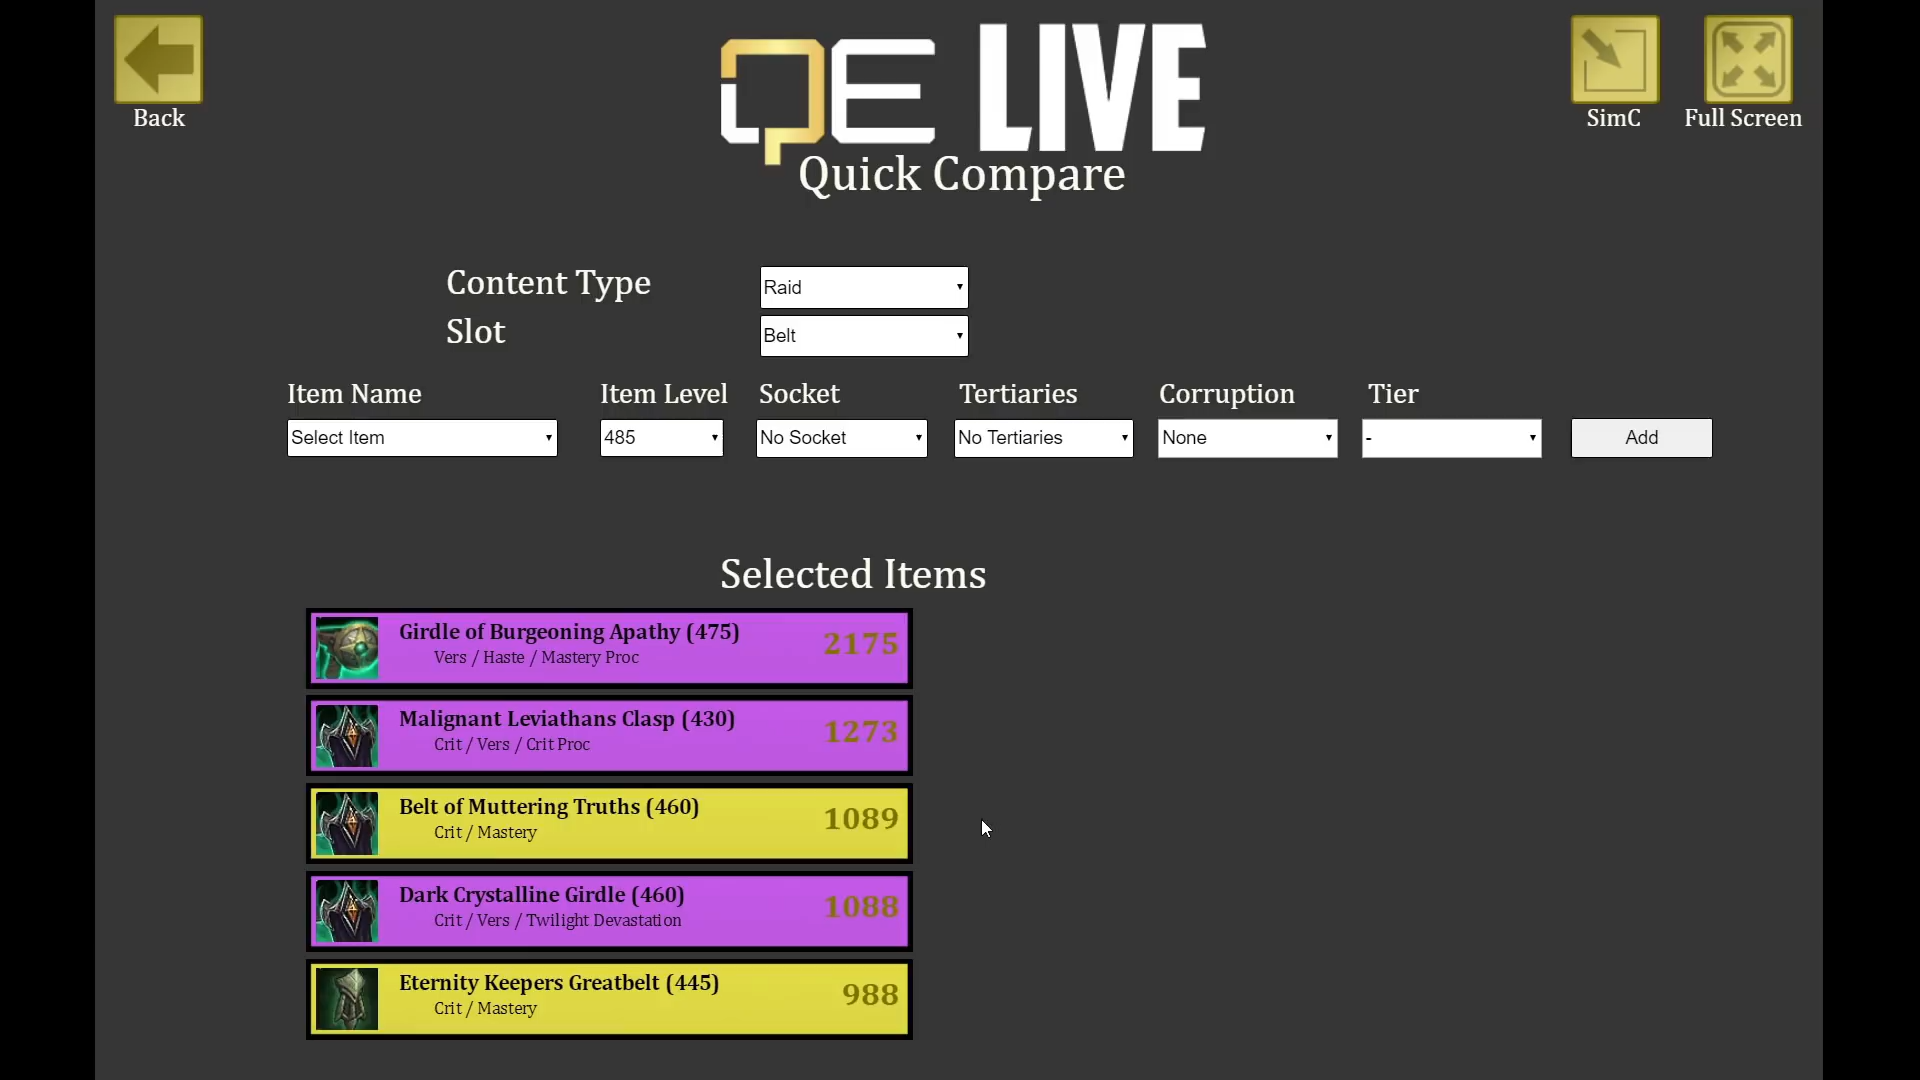 QE LIVE
Back
SimC
Full Screen
Quick Compare
Content Type
Raid
Slot
Belt
Item Name
Item Level
Socket
Tertiaries
Corruption
Tier
Select Item
485
No Socket
No Tertiaries
None
-
Add
Selected Items
Girdle of Burgeoning Apathy (475)
2175
Vers / Haste / Mastery Proc
Malignant Leviathans Clasp (430)
1273
Crit / Vers / Crit Proc
Belt of Muttering Truths (460)
1089
Crit / Mastery
Dark Crystalline Girdle (460)
1088
Crit / Vers / Twilight Devastation
Eternity Keepers Greatbelt (445)
988
Crit / Mastery